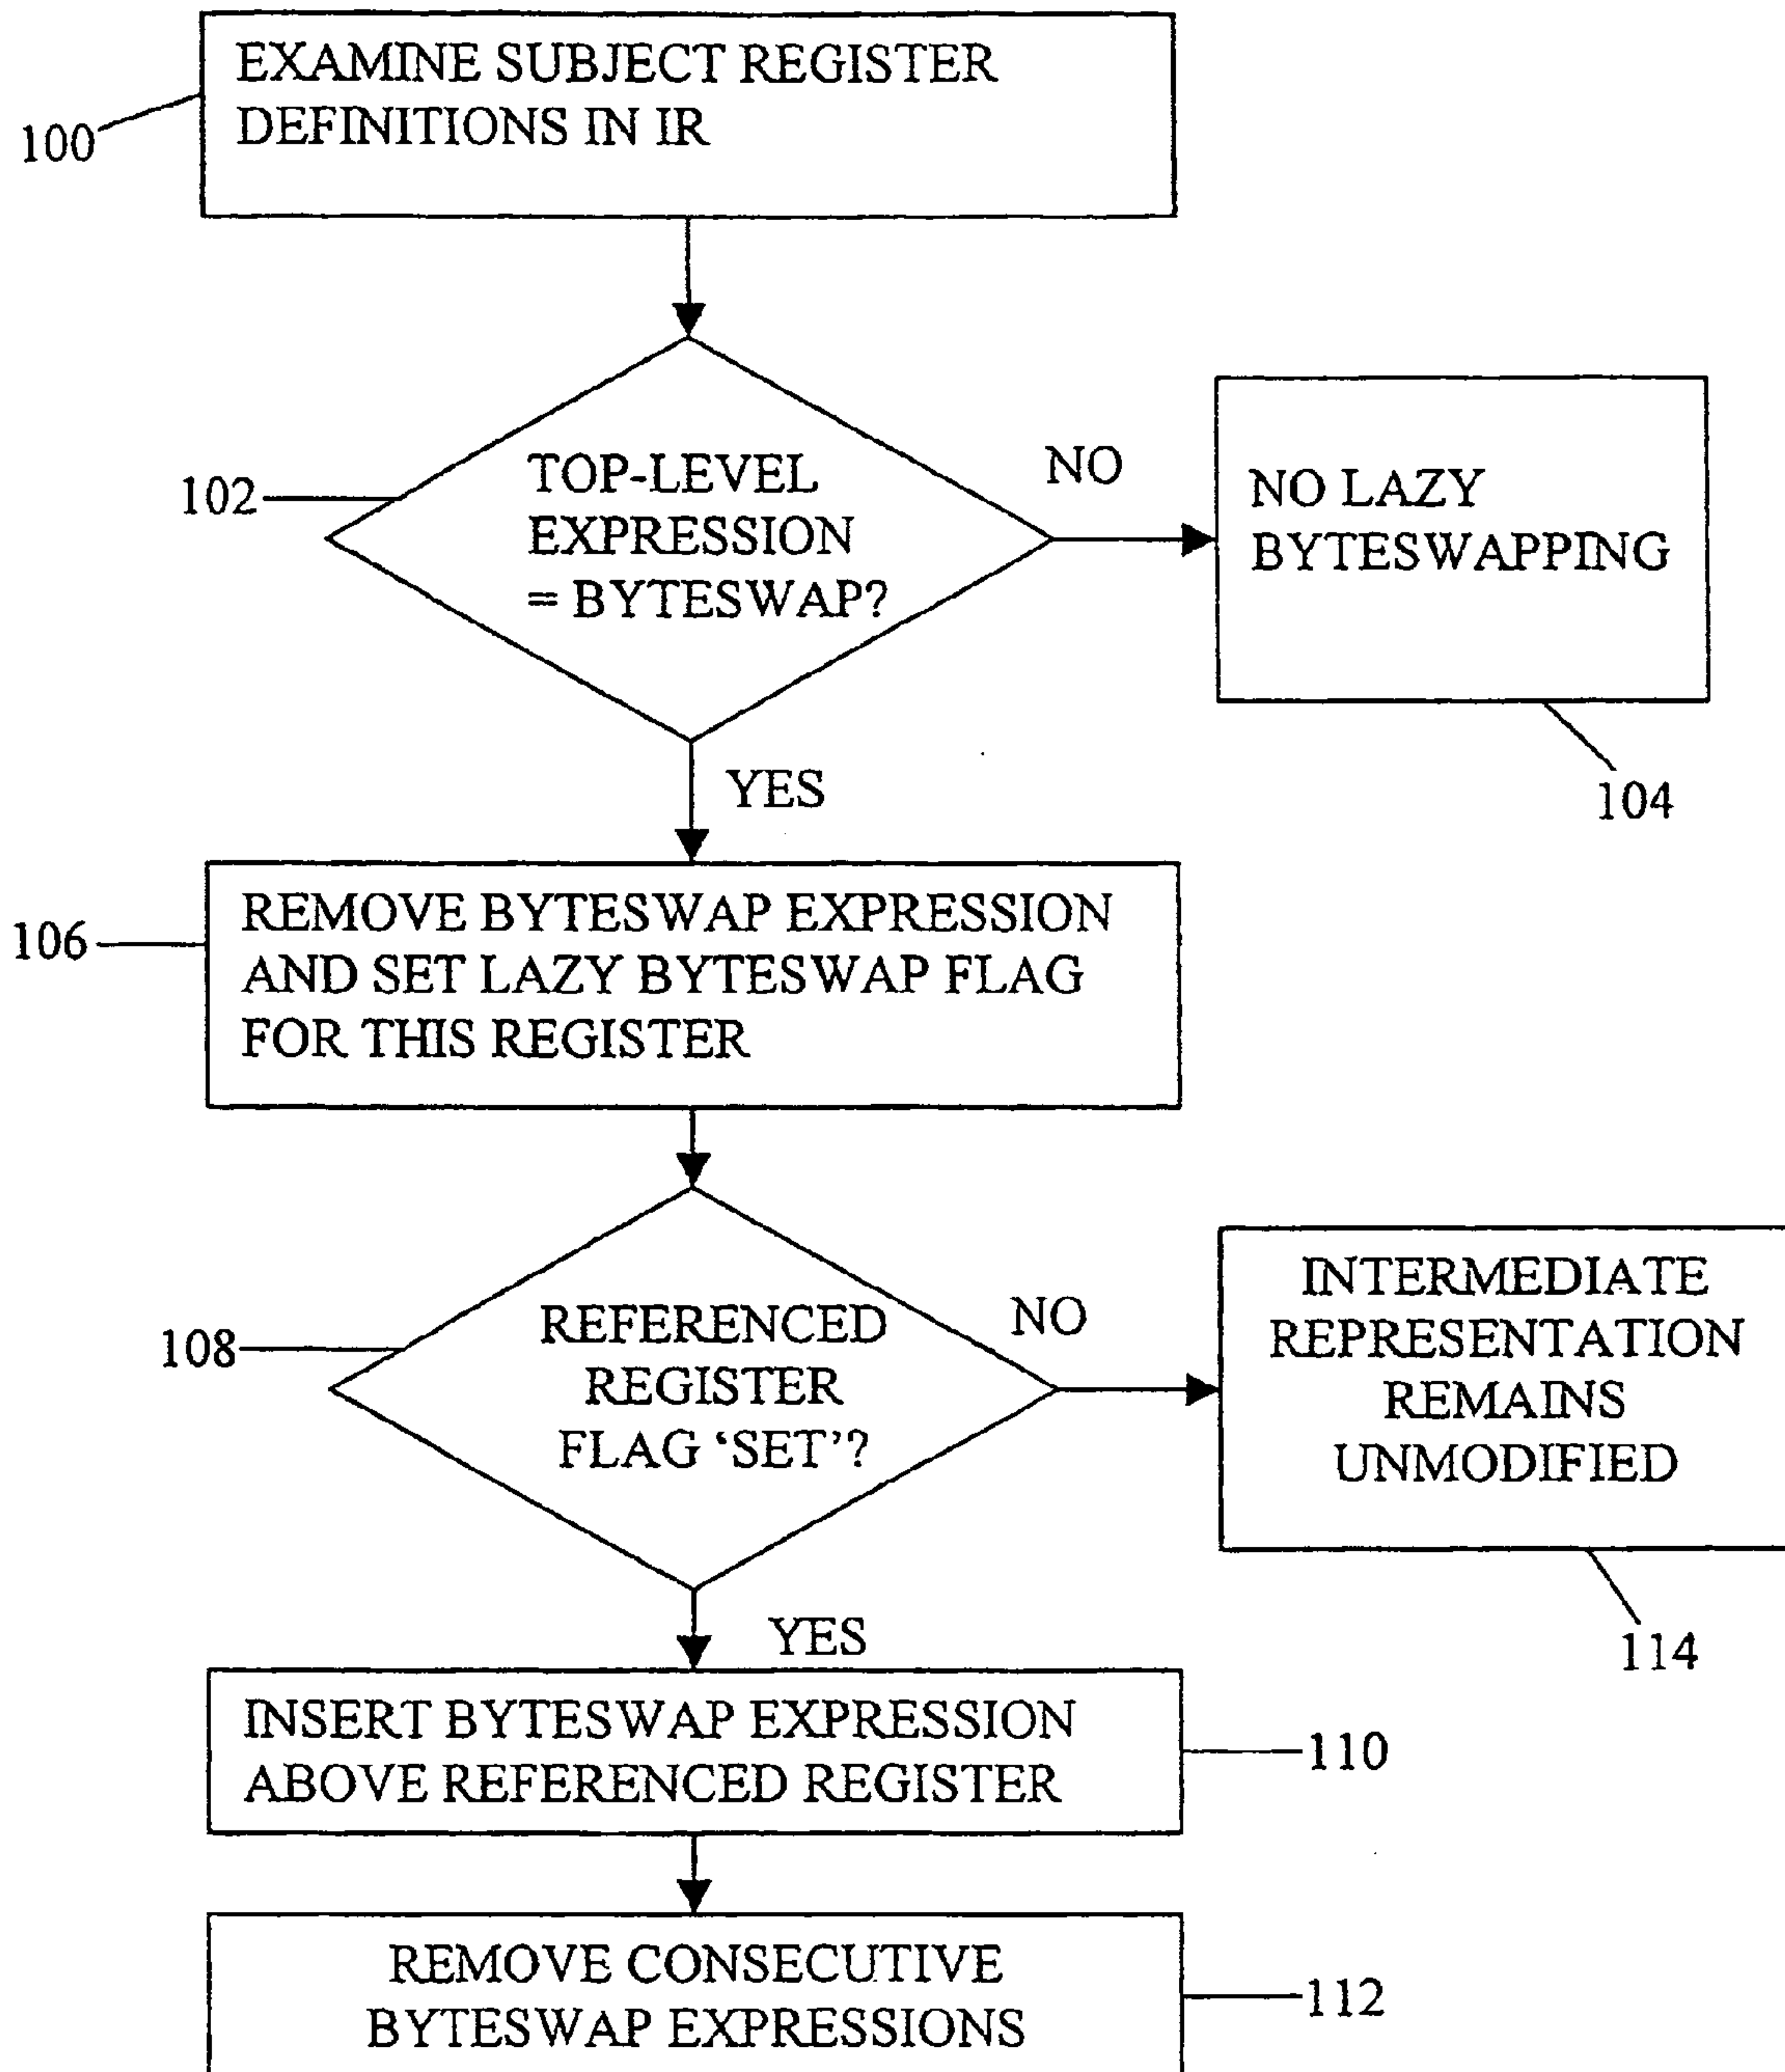 EXAMINE SUBJECT REGISTER
DEFINITIONS IN IR
100
TOP-LEVEL
EXPRESSION
= BYTESWAP?
102
NO
NO LAZY
BYTESWAPPING
104
YES
REMOVE BYTESWAP EXPRESSION
AND SET LAZY BYTESWAP FLAG
FOR THIS REGISTER
106
REFERENCED
REGISTER
FLAG ‘SET’?
108
NO
INTERMEDIATE
REPRESENTATION
REMAINS
UNMODIFIED
114
YES
INSERT BYTESWAP EXPRESSION
ABOVE REFERENCED REGISTER
110
REMOVE CONSECUTIVE
BYTESWAP EXPRESSIONS
112